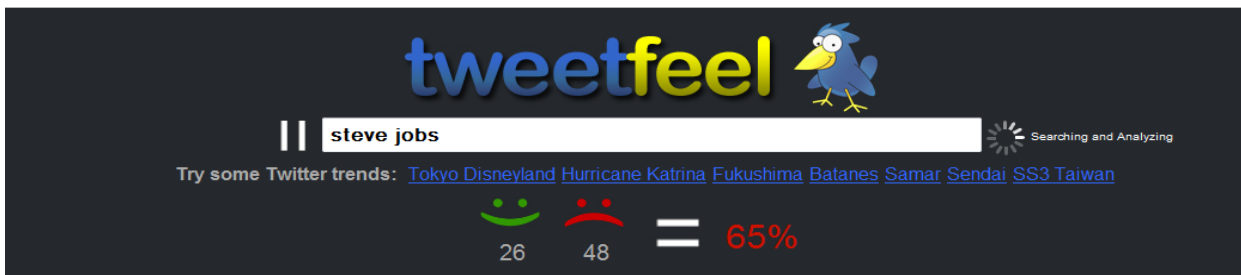 tweetfeel
steve jobs
Searching and Analyzing
Try some Twitter trends: Tokyo Disneyland Hurricane Katrina Fukushima Batanes Samar Sendai SS3 Taiwan
26 48 = 65%